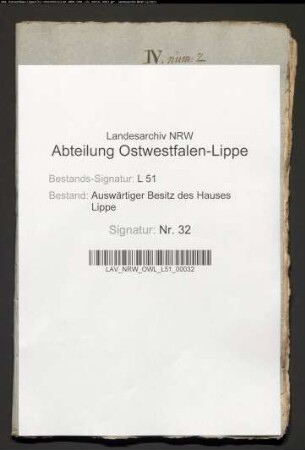 IV. num: 2
Landesarchiv NRW
Abteilung Ostwestfalen-Lippe
Bestands-Signatur: L 51
Bestand: Auswärtiger Besitz des Hauses
Lippe
Signatur: Nr. 32
LAV_NRW_OWL_L51_00032